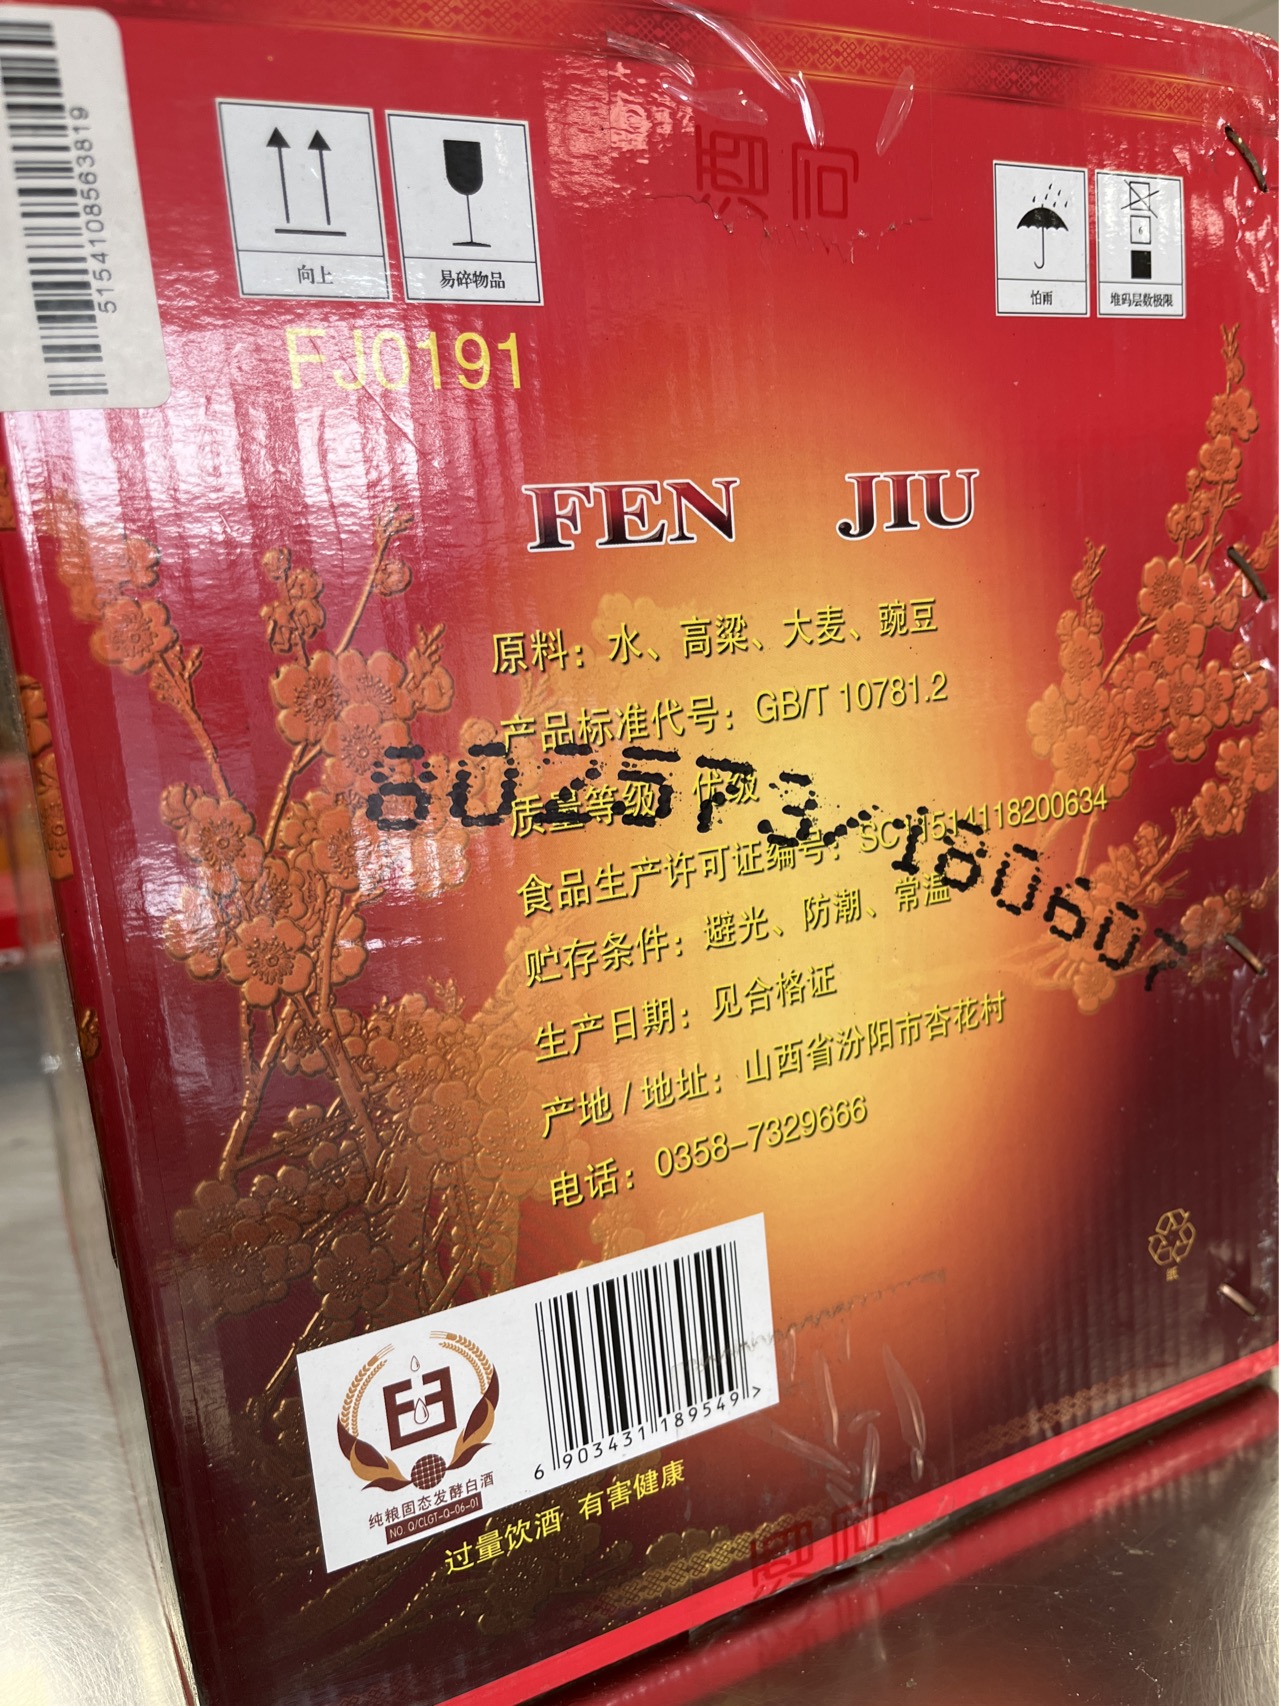 5154108563819
向上
易碎物品
怕雨
6
堆码层数极限
FJ0191
FEN JIU
原料：水、高粱、大麦、豌豆
产品标准代号：GB/T 10781.2
质量等级 优级
食品生产许可证编号：SC11514118200634
贮存条件：避光、防潮、常温
生产日期：见合格证
产地/地址：山西省汾阳市杏花村
电话：0358-7329666
纸
6 903431 189549 >
纯粮固态发酵白酒
NO. Q/CLGT-Q-06-01
过量饮酒 有害健康